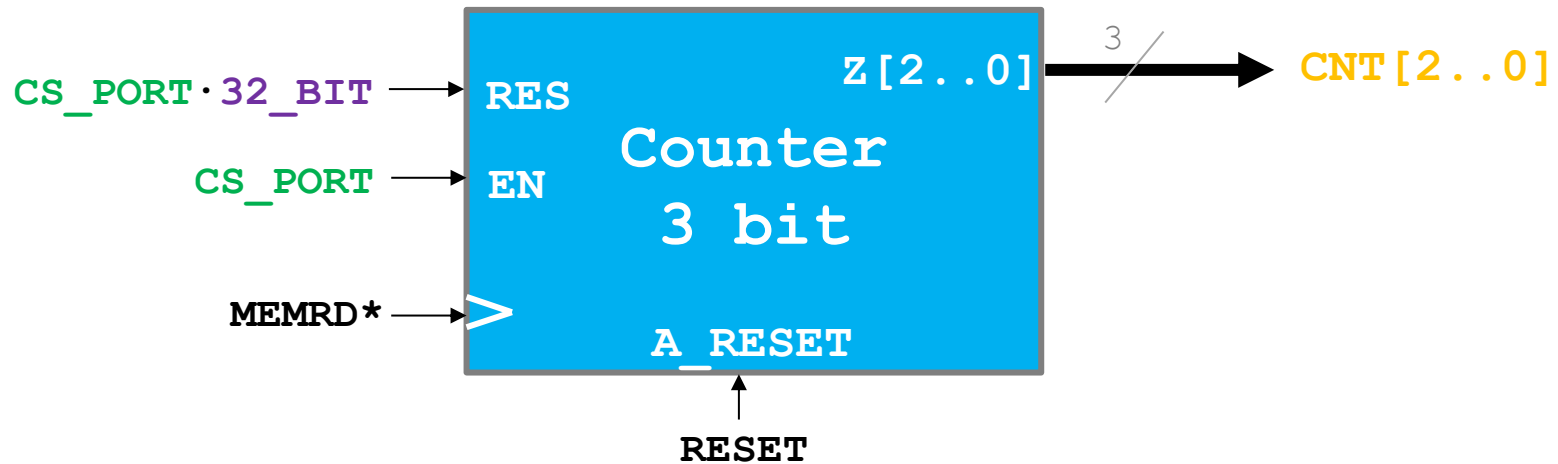 3
Z[2..0]
CNT[2..0]
CS_PORT·32_BIT
RES
Counter
CS_PORT
EN
3 bit
MEMRD*
>
A_RESET
RESET